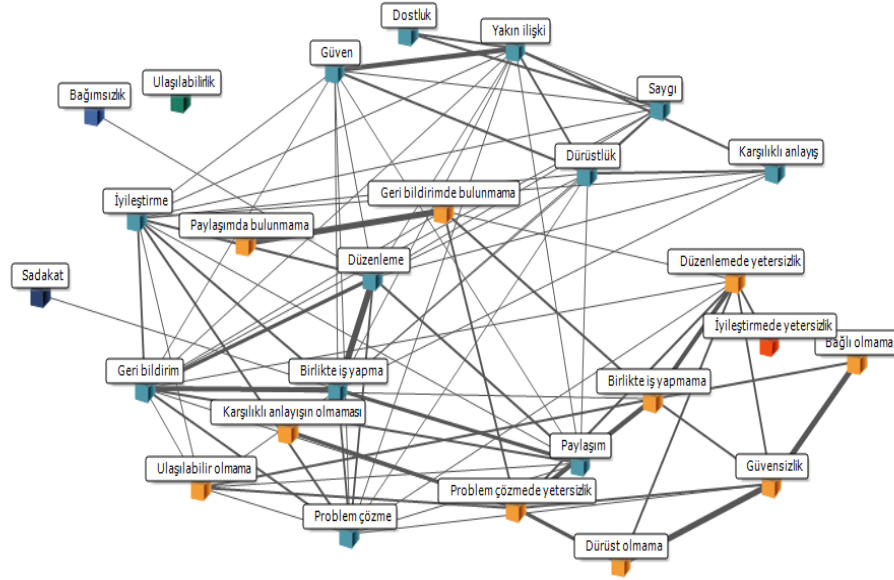 Dostluk
Yakın ilişki
Güven
Saygı
Ulaşılabilirlik
Bağımsızlık
Dürüstlük
Karşılıklı anlayış
Geri bildirimde bulunmama
İyileştirme
Paylaşımda bulunmama
Düzenleme
Düzenlemede yetersizlik
Sadakat
İyileştirmede yetersizlik
Bağlı olmama
Geri bildirim
Birlikte iş yapma
Birlikte iş yapmama
Karşılıklı anlayışın olmaması
Paylaşım
Ulaşılabilir olmama
Güvensizlik
Problem çözmede yetersizlik
Problem çözme
Dürüst olmama